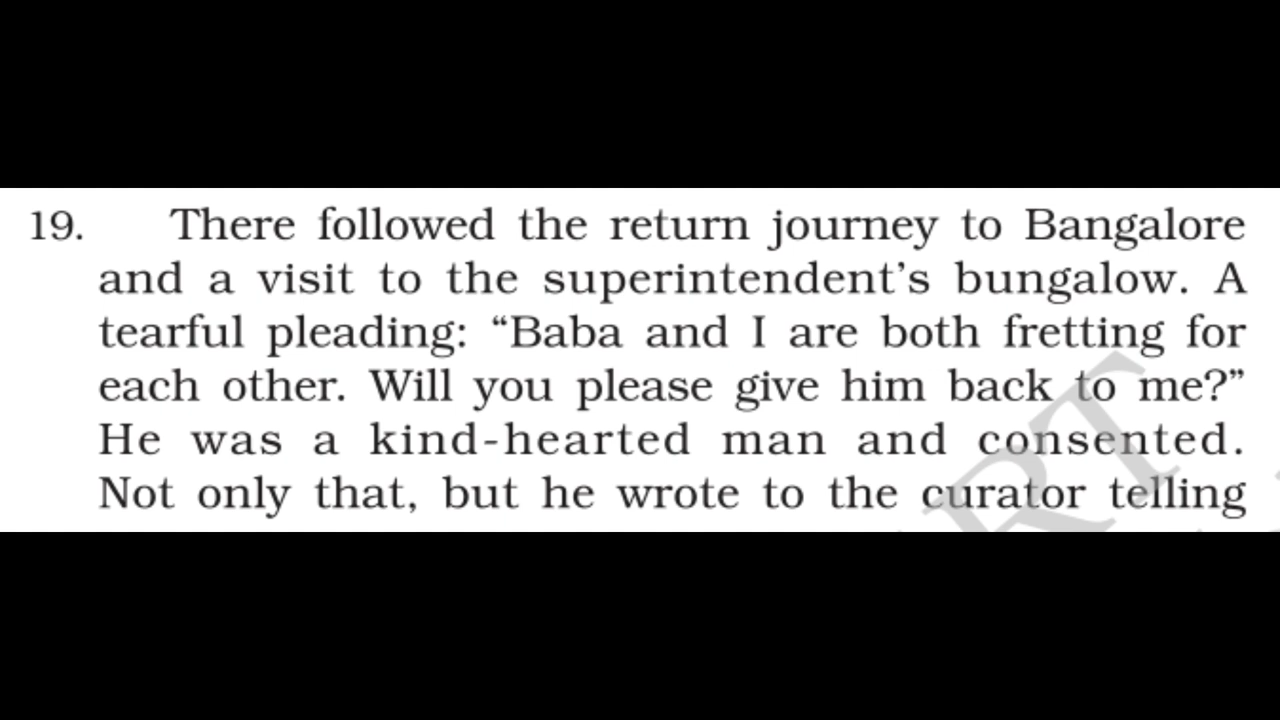 19. There followed the return journey to Bangalore
and a visit to the superintendent’s bungalow. A
tearful pleading: “Baba and I are both fretting for
each other. Will you please give him back to me?”
He was a kind-hearted man and consented.
Not only that, but he wrote to the curator telling